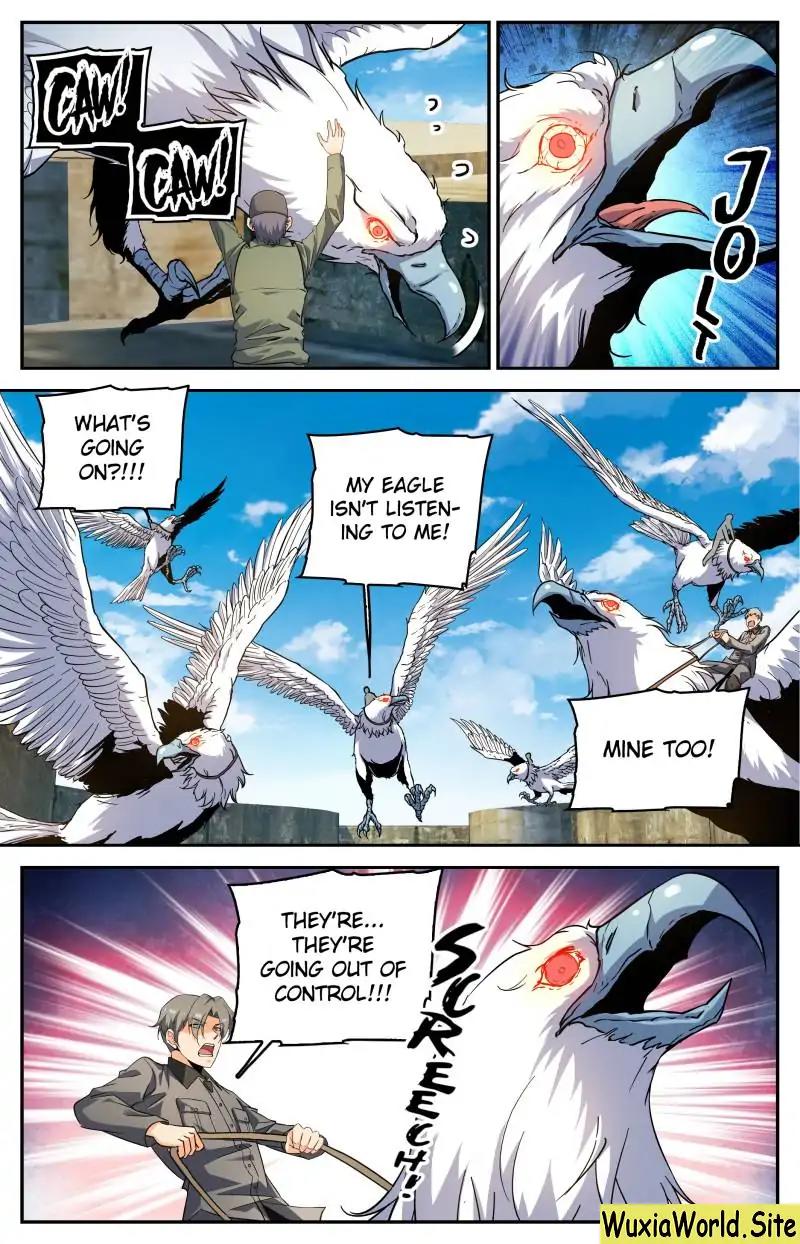 CAW!
CAW!
JOLT
WHAT'S
GOING
ON?!!!
MY EAGLE
ISN'T LISTEN-
ING TO ME!
MINE TOO!
THEY'RE...
THEY'RE
GOING OUT OF
CONTROL!!!
SCREECH!
WuxiaWorld.Site